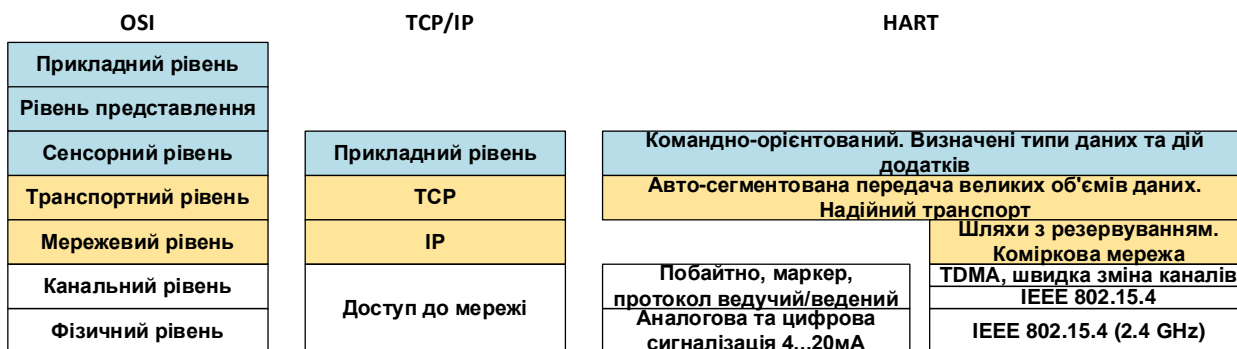 OSI
TCP/IP
HART
Прикладний рівень
Рівень представлення
Сенсорний рівень
Транспортний рівень
Мережевий рівень
Канальний рівень
Фізичний рівень
Прикладний рівень
TCP
IP
Доступ до мережі
Командно-орієнтований. Визначені типи даних та дій
додатків
Авто-сегментована передача великих об'ємів даних.
Надійний транспорт
Шляхи з резервуванням.
Коміркова мережа
Побайтно, маркер,
протокол ведучий/ведений
TDMA, швидка зміна каналів
IEEE 802.15.4
Аналогова та цифрова
сигналізація 4...20мА
IEEE 802.15.4 (2.4 GHz)